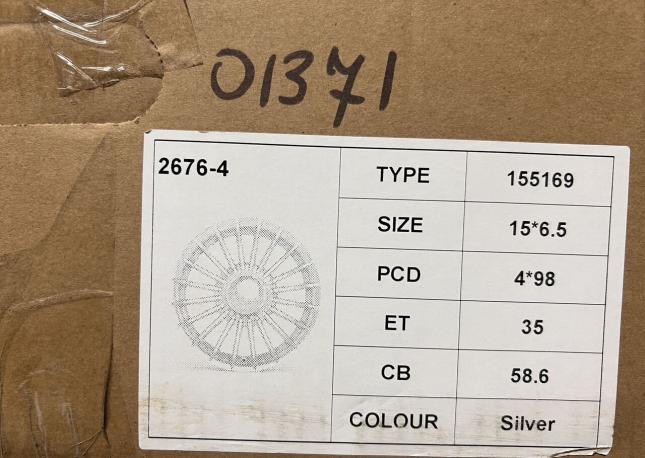 01371
2676-4
TYPE 155169
SIZE 15*6.5
PCD 4*98
ET 35
CB 58.6
COLOUR Silver